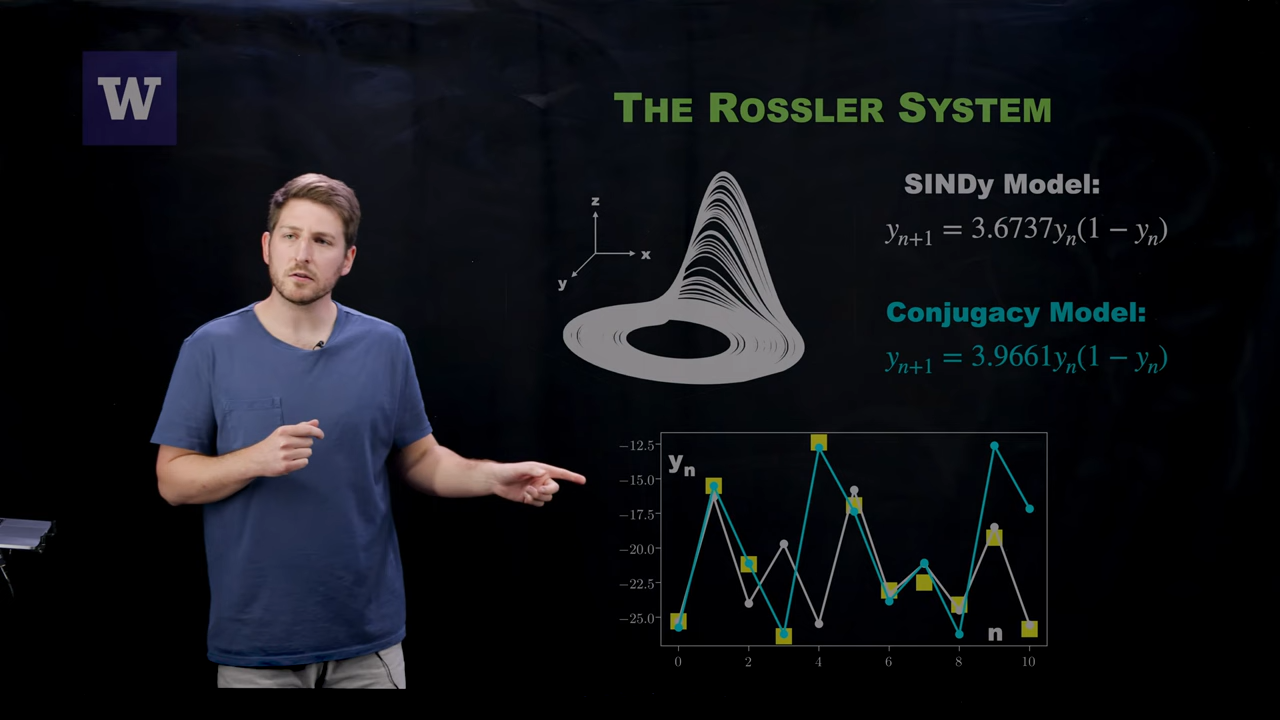 W
THE ROSSLER SYSTEM
SINDy Model:
yₙ₊₁ = 3.6737yₙ(1 − yₙ)
z
x
y
Conjugacy Model:
yₙ₊₁ = 3.9661yₙ(1 − yₙ)
yₙ
−12.5
−15.0
−17.5
−20.0
−22.5
−25.0
n
0 2 4 6 8 10